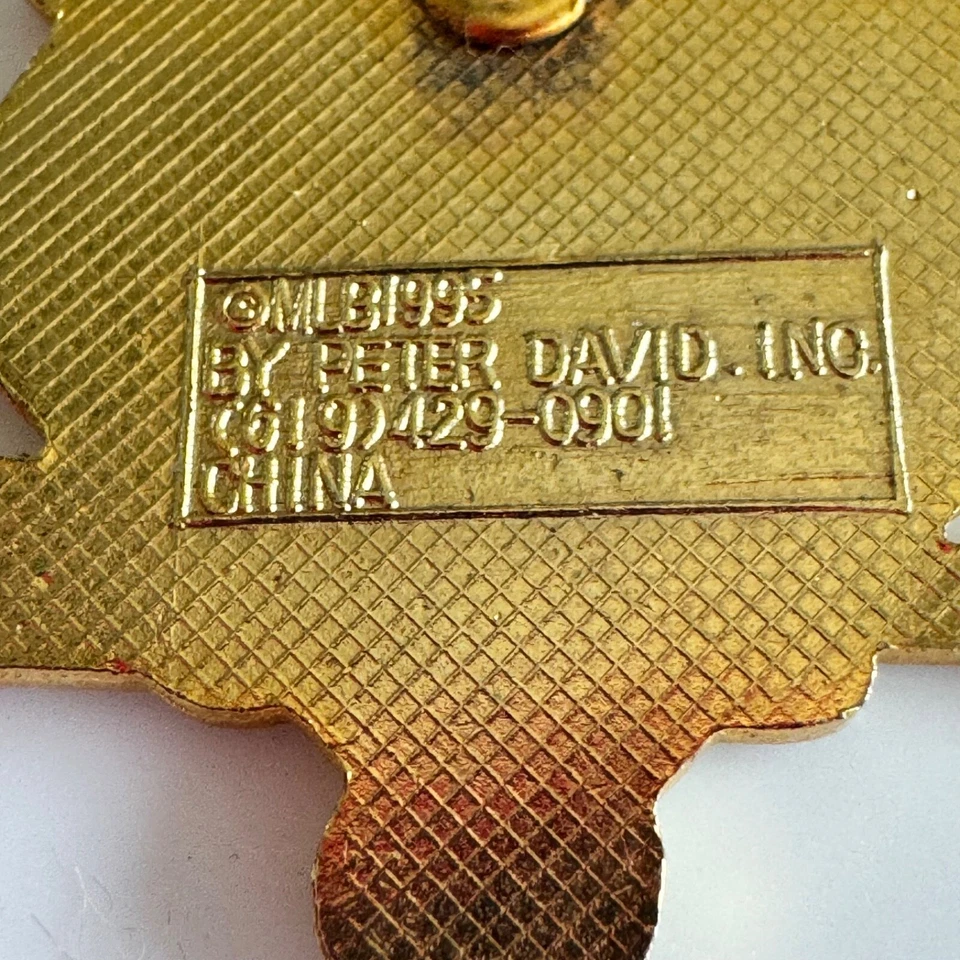 ©MLB1995
BY PETER DAVID. INC.
(619)429-0901
CHINA